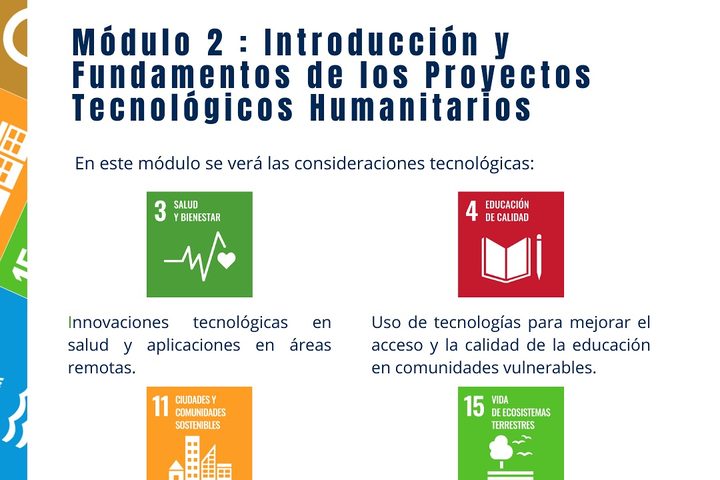 Módulo 2 : Introducción y
Fundamentos de los Proyectos
Tecnológicos Humanitarios
En este módulo se verá las consideraciones tecnológicas:
3 SALUD
Y BIENESTAR
4 EDUCACIÓN
DE CALIDAD
Innovaciones tecnológicas en
salud y aplicaciones en áreas
remotas.
Uso de tecnologías para mejorar el
acceso y la calidad de la educación
en comunidades vulnerables.
11 CIUDADES Y
COMUNIDADES
SOSTENIBLES
15 VIDA
DE ECOSISTEMAS
TERRESTRES
15